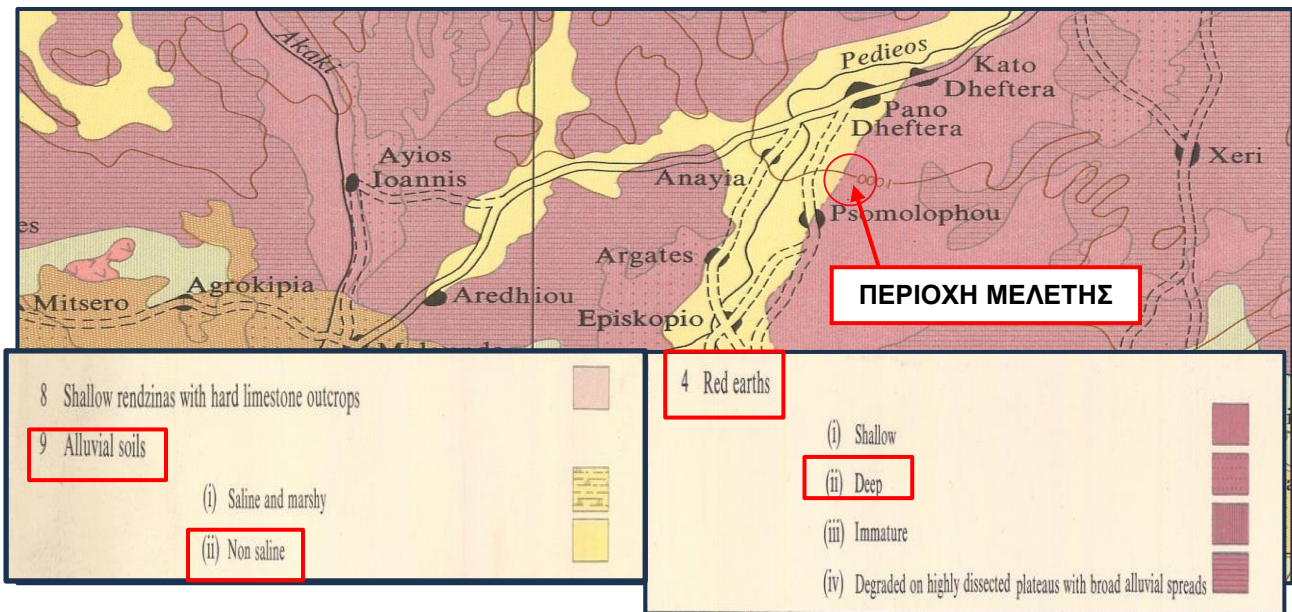 Akaki
Pedieos
Kato
Dheftera
Pano
Dheftera
Ayios
Ioannis
Xeri
Anayia
1000
Psomolophou
es
Argates
ΠΕΡΙΟΧΗ ΜΕΛΕΤΗΣ
Agrokipia
Mitsero
Aredhiou
Episkopio
8 Shallow rendzinas with hard limestone outcrops
9 Alluvial soils
(i) Saline and marshy
(ii) Non saline
4 Red earths
(i) Shallow
(ii) Deep
(iii) Immature
(iv) Degraded on highly dissected plateaus with broad alluvial spreads